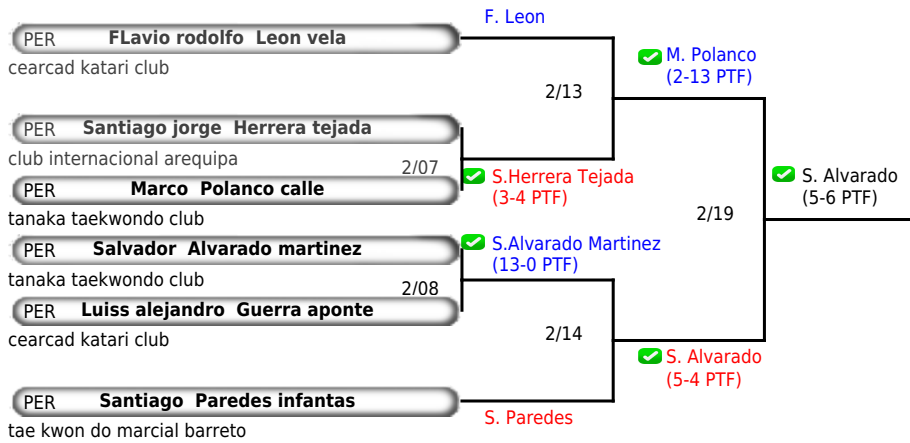 F. Leon
PER FLavio rodolfo Leon vela
cearcad katari club
M. Polanco
(2-13 PTF)
2/13
PER Santiago jorge Herrera tejada
club internacional arequipa
2/07
S.Herrera Tejada
(3-4 PTF)
PER Marco Polanco calle
tanaka taekwondo club
S. Alvarado
(5-6 PTF)
2/19
PER Salvador Alvarado martinez
tanaka taekwondo club
S.Alvarado Martinez
(13-0 PTF)
2/08
PER Luiss alejandro Guerra aponte
cearcad katari club
2/14
S. Alvarado
(5-4 PTF)
PER Santiago Paredes infantas
tae kwon do marcial barreto
S. Paredes